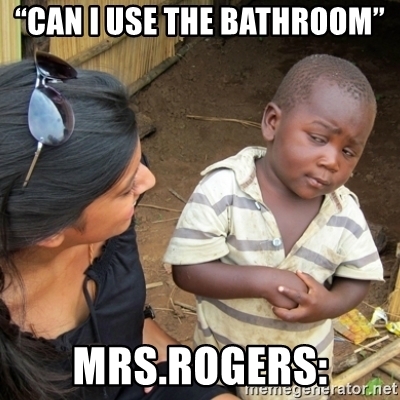 “CAN I USE THE BATHROOM”
MRS.ROGERS:
memegenerator.net